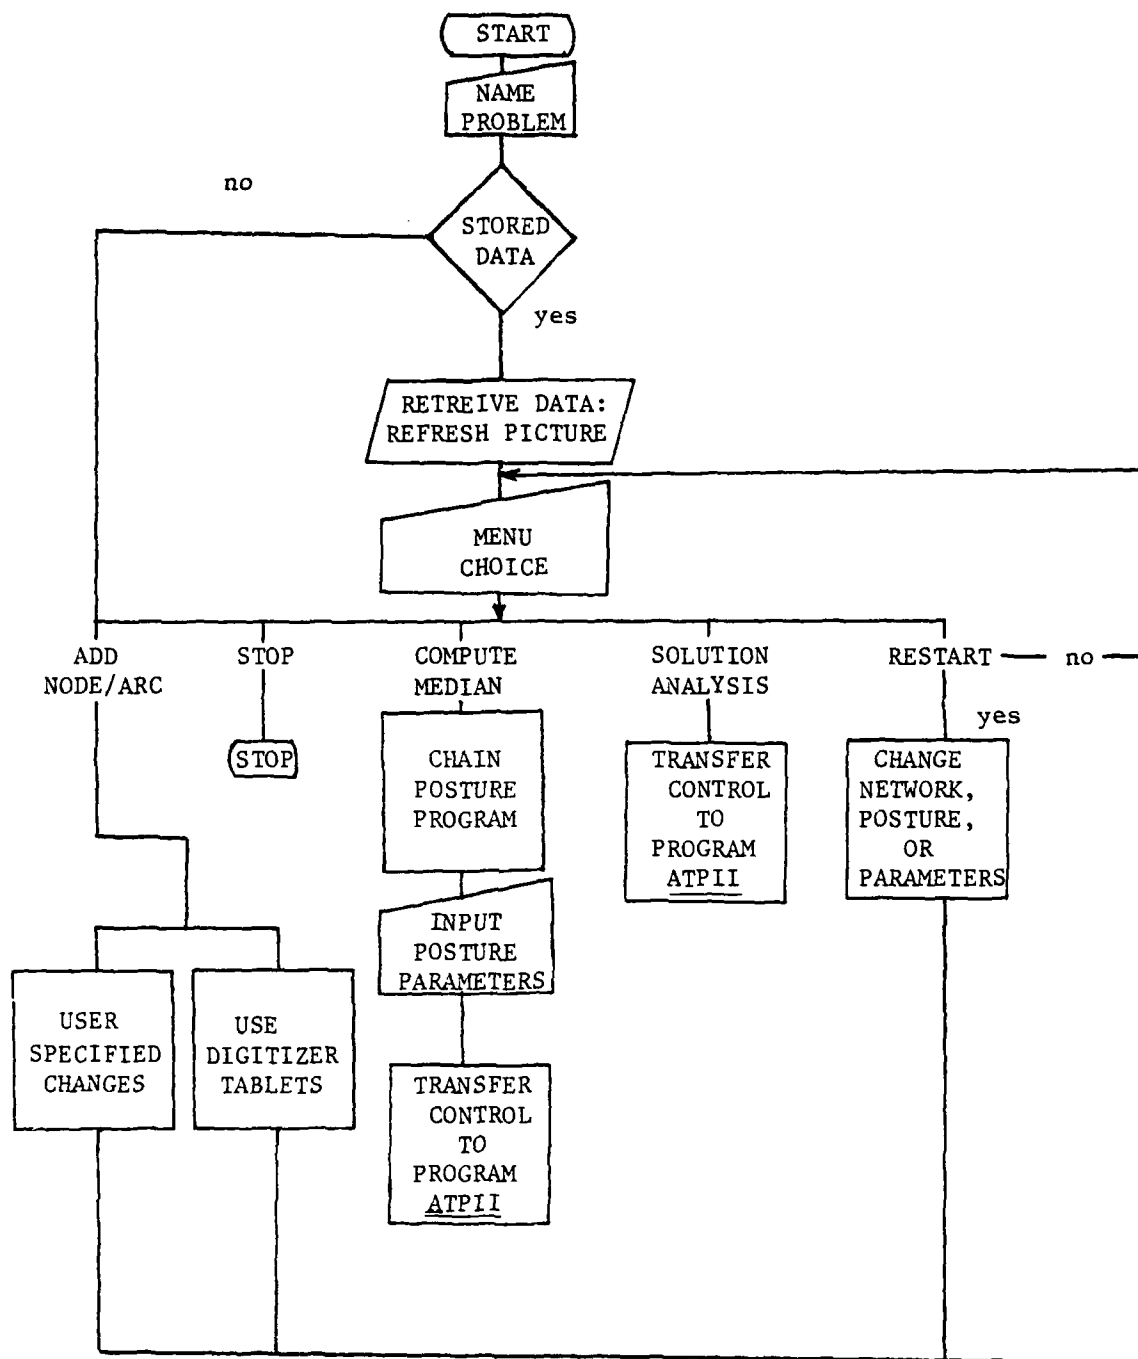 START
NAME
PROBLEM
no
STORED
DATA
yes
RETREIVE DATA:
REFRESH PICTURE
MENU
CHOICE
ADD
NODE/ARC
STOP
COMPUTE
MEDIAN
SOLUTION
ANALYSIS
RESTART
no
yes
STOP
CHAIN
POSTURE
PROGRAM
TRANSFER
CONTROL
TO
PROGRAM
ATPII
CHANGE
NETWORK,
POSTURE,
OR
PARAMETERS
INPUT
POSTURE
PARAMETERS
USER
SPECIFIED
CHANGES
USE
DIGITIZER
TABLETS
TRANSFER
CONTROL
TO
PROGRAM
ATPII